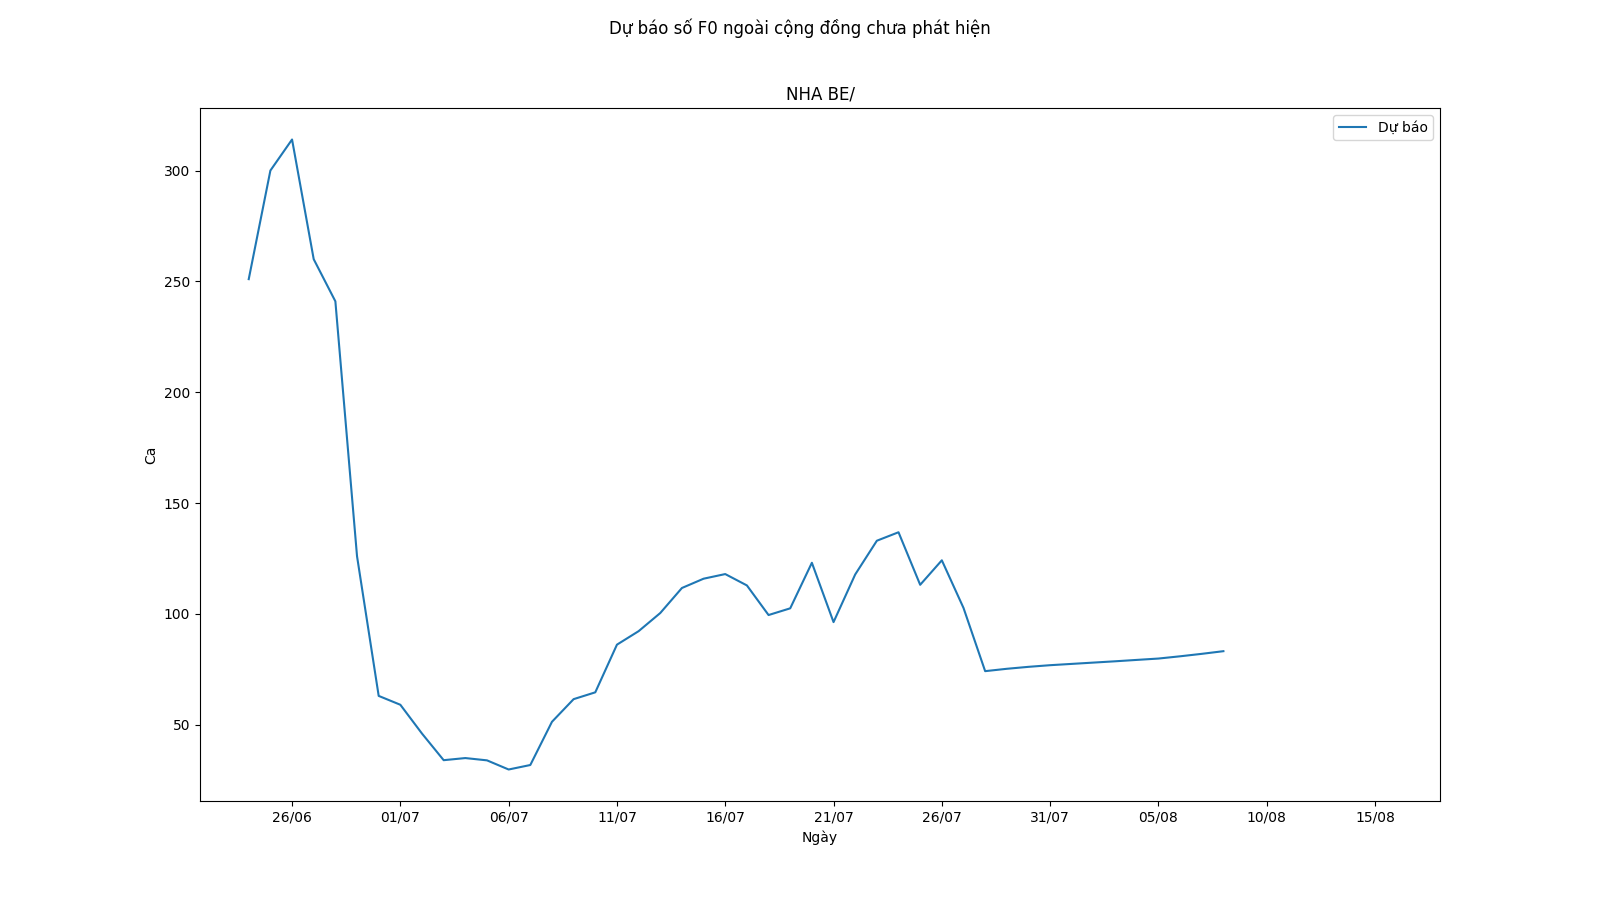 Dự báo số F0 ngoài cộng đồng chưa phát hiện
NHA BE/
Dự báo
300
250
200
150
100
50
Ca
26/06 01/07 06/07 11/07 16/07 21/07 26/07 31/07 05/08 10/08 15/08
Ngày